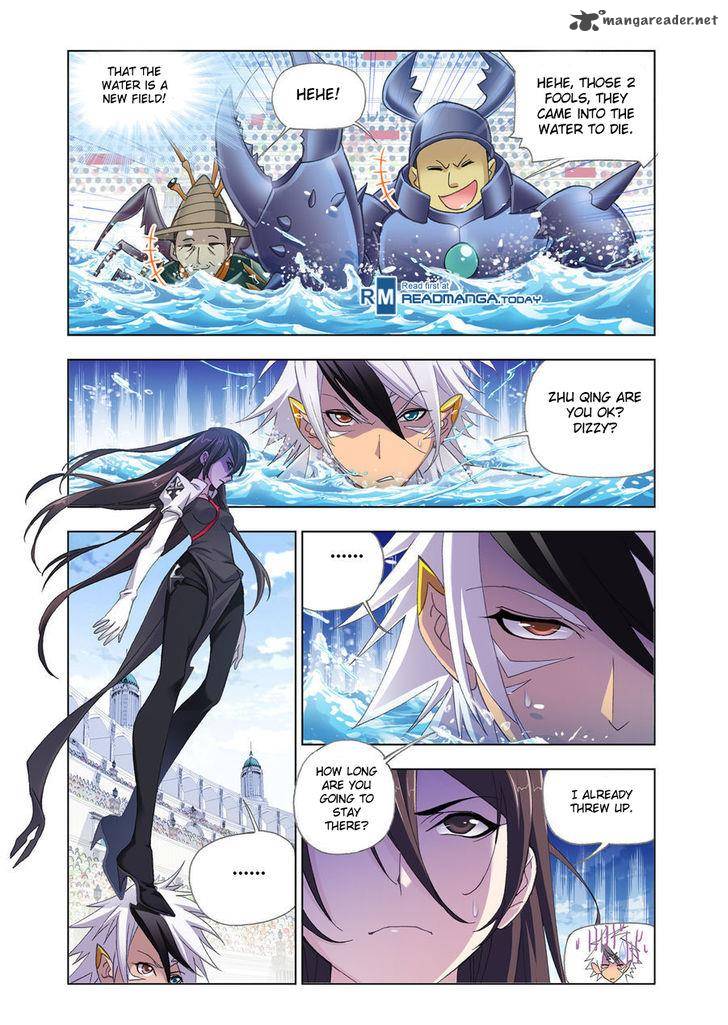 mangareader.net
THAT THE
WATER IS A
NEW FIELD!
HEHE!
HEHE, THOSE 2
FOOLS, THEY
CAME INTO THE
WATER TO DIE.
RM
Read first at
READMANGA.TODAY
ZHU QING ARE
YOU OK?
DIZZY?
......
......
HOW LONG
ARE YOU
GOING TO
STAY
THERE?
I ALREADY
THREW UP.